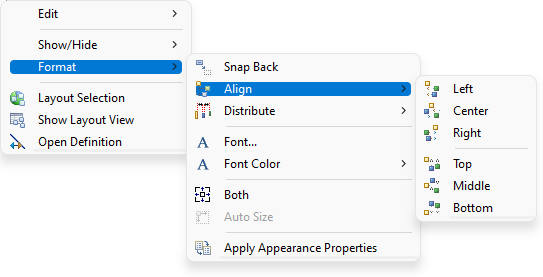 Edit
Show/Hide
Format
Layout Selection
Show Layout View
Open Definition
Snap Back
Align
Distribute
Font...
Font Color
Both
Auto Size
Apply Appearance Properties
Left
Center
Right
Top
Middle
Bottom